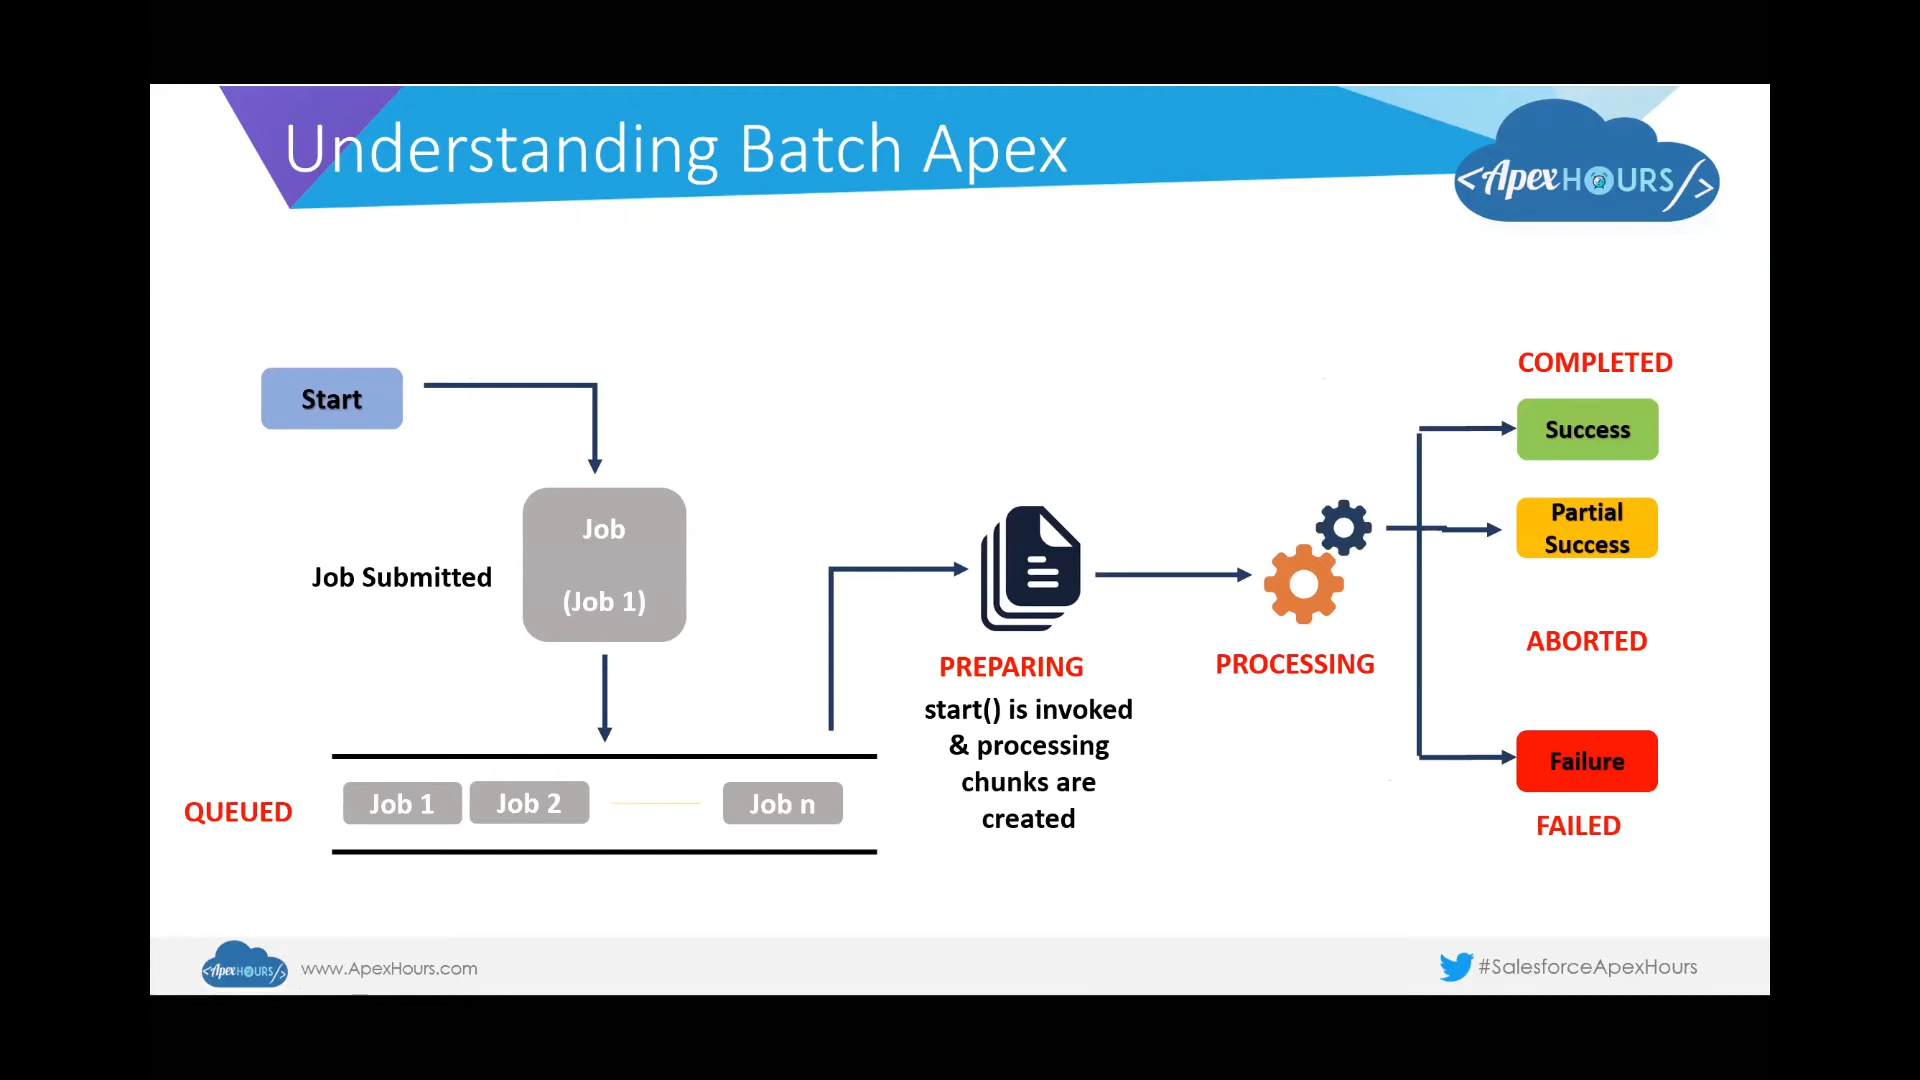 Understanding Batch Apex
<ApexHOURS/>
COMPLETED
Start
Success
Partial
Success
Job
(Job 1)
Job Submitted
ABORTED
PREPARING
PROCESSING
start() is invoked
& processing
chunks are
created
Failure
QUEUED
Job 1
Job 2
Job n
FAILED
<ApexHOURS/>
www.ApexHours.com
#SalesforceApexHours